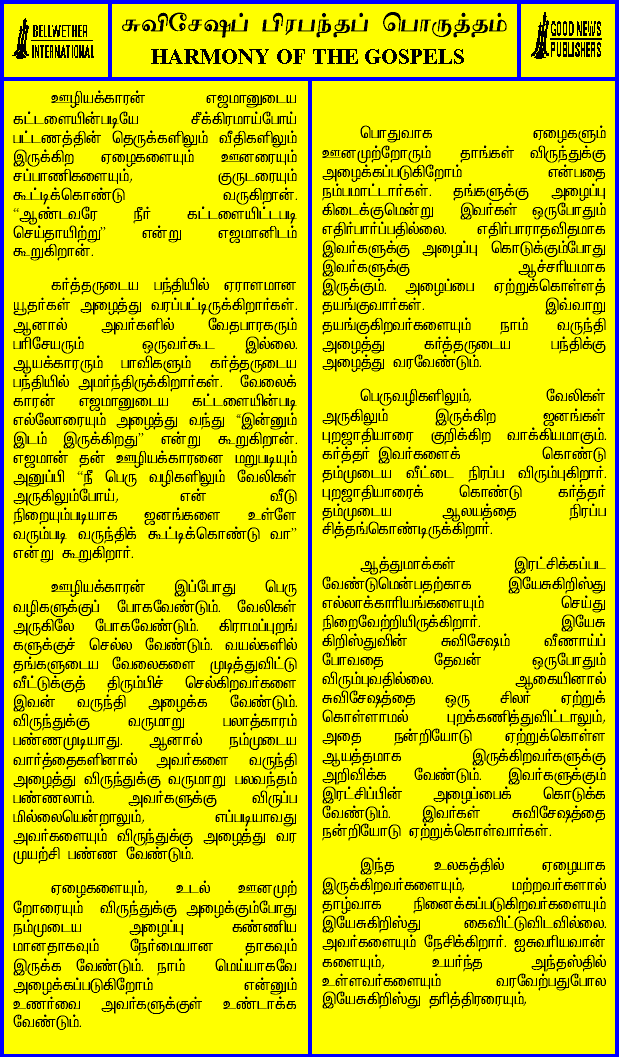 BELLWETHER
INTERNATIONAL
சுவிசேஷப் பிரபந்தப் பொருத்தம்
HARMONY OF THE GOSPELS
GOOD NEWS
PUBLISHERS
ஊழியக்காரன் எஜமானுடைய
கட்டளையின்படியே சீக்கிரமாய்போய்
பட்டணத்தின் தெருக்களிலும் வீதிகளிலும்
இருக்கிற ஏழைகளையும் ஊனரையும்
சப்பாணிகளையும், குருடரையும்
கூட்டிக்கொண்டு வருகிறான்.
“ஆண்டவரே நீர் கட்டளையிட்டபடி
செய்தாயிற்று” என்று எஜமானிடம்
கூறுகிறான்.
கர்த்தருடைய பந்தியில் ஏராளமான
யூதர்கள் அழைத்து வரப்பட்டிருக்கிறார்கள்.
ஆனால் அவர்களில் வேதபாரகரும்
பரிசேயரும் ஒருவர்கூட இல்லை.
ஆயக்காரரும் பாவிகளும் கர்த்தருடைய
பந்தியில் அமர்ந்திருக்கிறார்கள். வேலைக்
காரன் எஜமானுடைய கட்டளையின்படி
எல்லோரையும் அழைத்து வந்து “இன்னும்
இடம் இருக்கிறது” என்று கூறுகிறான்.
எஜமான் தன் ஊழியக்காரனை மறுபடியும்
அனுப்பி “நீ பெரு வழிகளிலும் வேலிகள்
அருகிலும்போய், என் வீடு
நிறையும்படியாக ஜனங்களை உள்ளே
வரும்படி வருந்திக் கூட்டிக்கொண்டு வா”
என்று கூறுகிறார்.
ஊழியக்காரன் இப்போது பெரு
வழிகளுக்குப் போகவேண்டும். வேலிகள்
அருகிலே போகவேண்டும். கிராமப்புறங்
களுக்குச் செல்ல வேண்டும். வயல்களில்
தங்களுடைய வேலைகளை முடித்துவிட்டு
வீட்டுக்குத் திரும்பிச் செல்கிறவர்களை
இவன் வருந்தி அழைக்க வேண்டும்.
விருந்துக்கு வருமாறு பலாத்காரம்
பண்ணமுடியாது. ஆனால் நம்முடைய
வார்த்தைகளினால் அவர்களை வருந்தி
அழைத்து விருந்துக்கு வருமாறு பலவந்தம்
பண்ணலாம். அவர்களுக்கு விருப்ப
மில்லையென்றாலும், எப்படியாவது
அவர்களையும் விருந்துக்கு அழைத்து வர
முயற்சி பண்ண வேண்டும்.
ஏழைகளையும், உடல் ஊனமுற்
றோரையும் விருந்துக்கு அழைக்கும்போது
நம்முடைய அழைப்பு கண்ணிய
மானதாகவும் நேர்மையான தாகவும்
இருக்க வேண்டும். நாம் மெய்யாகவே
அழைக்கப்படுகிறோம் என்னும்
உணர்வை அவர்களுக்குள் உண்டாக்க
வேண்டும்.
பொதுவாக ஏழைகளும்
ஊனமுற்றோரும் தாங்கள் விருந்துக்கு
அழைக்கப்படுகிறோம் என்பதை
நம்பமாட்டார்கள். தங்களுக்கு அழைப்பு
கிடைக்குமென்று இவர்கள் ஒருபோதும்
எதிர்பார்ப்பதில்லை. எதிர்பாராதவிதமாக
இவர்களுக்கு அழைப்பு கொடுக்கும்போது
இவர்களுக்கு ஆச்சரியமாக
இருக்கும். அழைப்பை ஏற்றுக்கொள்ளத்
தயங்குவார்கள். இவ்வாறு
தயங்குகிறவர்களையும் நாம் வருந்தி
அழைத்து கர்த்தருடைய பந்திக்கு
அழைத்து வரவேண்டும்.
பெருவழிகளிலும், வேலிகள்
அருகிலும் இருக்கிற ஜனங்கள்
புறஜாதியாரை குறிக்கிற வாக்கியமாகும்.
கர்த்தர் இவர்களைக் கொண்டு
தம்முடைய வீட்டை நிரப்ப விரும்புகிறார்.
புறஜாதியாரைக் கொண்டு கர்த்தர்
தம்முடைய ஆலயத்தை நிரப்ப
சித்தங்கொண்டிருக்கிறார்.
ஆத்துமாக்கள் இரட்சிக்கப்பட
வேண்டுமென்பதற்காக இயேசுகிறிஸ்து
எல்லாக்காரியங்களையும் செய்து
நிறைவேற்றியிருக்கிறார். இயேசு
கிறிஸ்துவின் சுவிசேஷம் வீணாய்ப்
போவதை தேவன் ஒருபோதும்
விரும்புவதில்லை. ஆகையினால்
சுவிசேஷத்தை ஒரு சிலர் ஏற்றுக்
கொள்ளாமல் புறக்கணித்துவிட்டாலும்,
அதை நன்றியோடு ஏற்றுக்கொள்ள
ஆயத்தமாக இருக்கிறவர்களுக்கு
அறிவிக்க வேண்டும். இவர்களுக்கும்
இரட்சிப்பின் அழைப்பைக் கொடுக்க
வேண்டும். இவர்கள் சுவிசேஷத்தை
நன்றியோடு ஏற்றுக்கொள்வார்கள்.
இந்த உலகத்தில் ஏழையாக
இருக்கிறவர்களையும், மற்றவர்களால்
தாழ்வாக நினைக்கப்படுகிறவர்களையும்
இயேசுகிறிஸ்து கைவிட்டுவிடவில்லை.
அவர்களையும் நேசிக்கிறார். ஐசுவரியவான்
களையும், உயர்ந்த அந்தஸ்தில்
உள்ளவர்களையும் வரவேற்பதுபோல
இயேசுகிறிஸ்து தரித்திரரையும்,